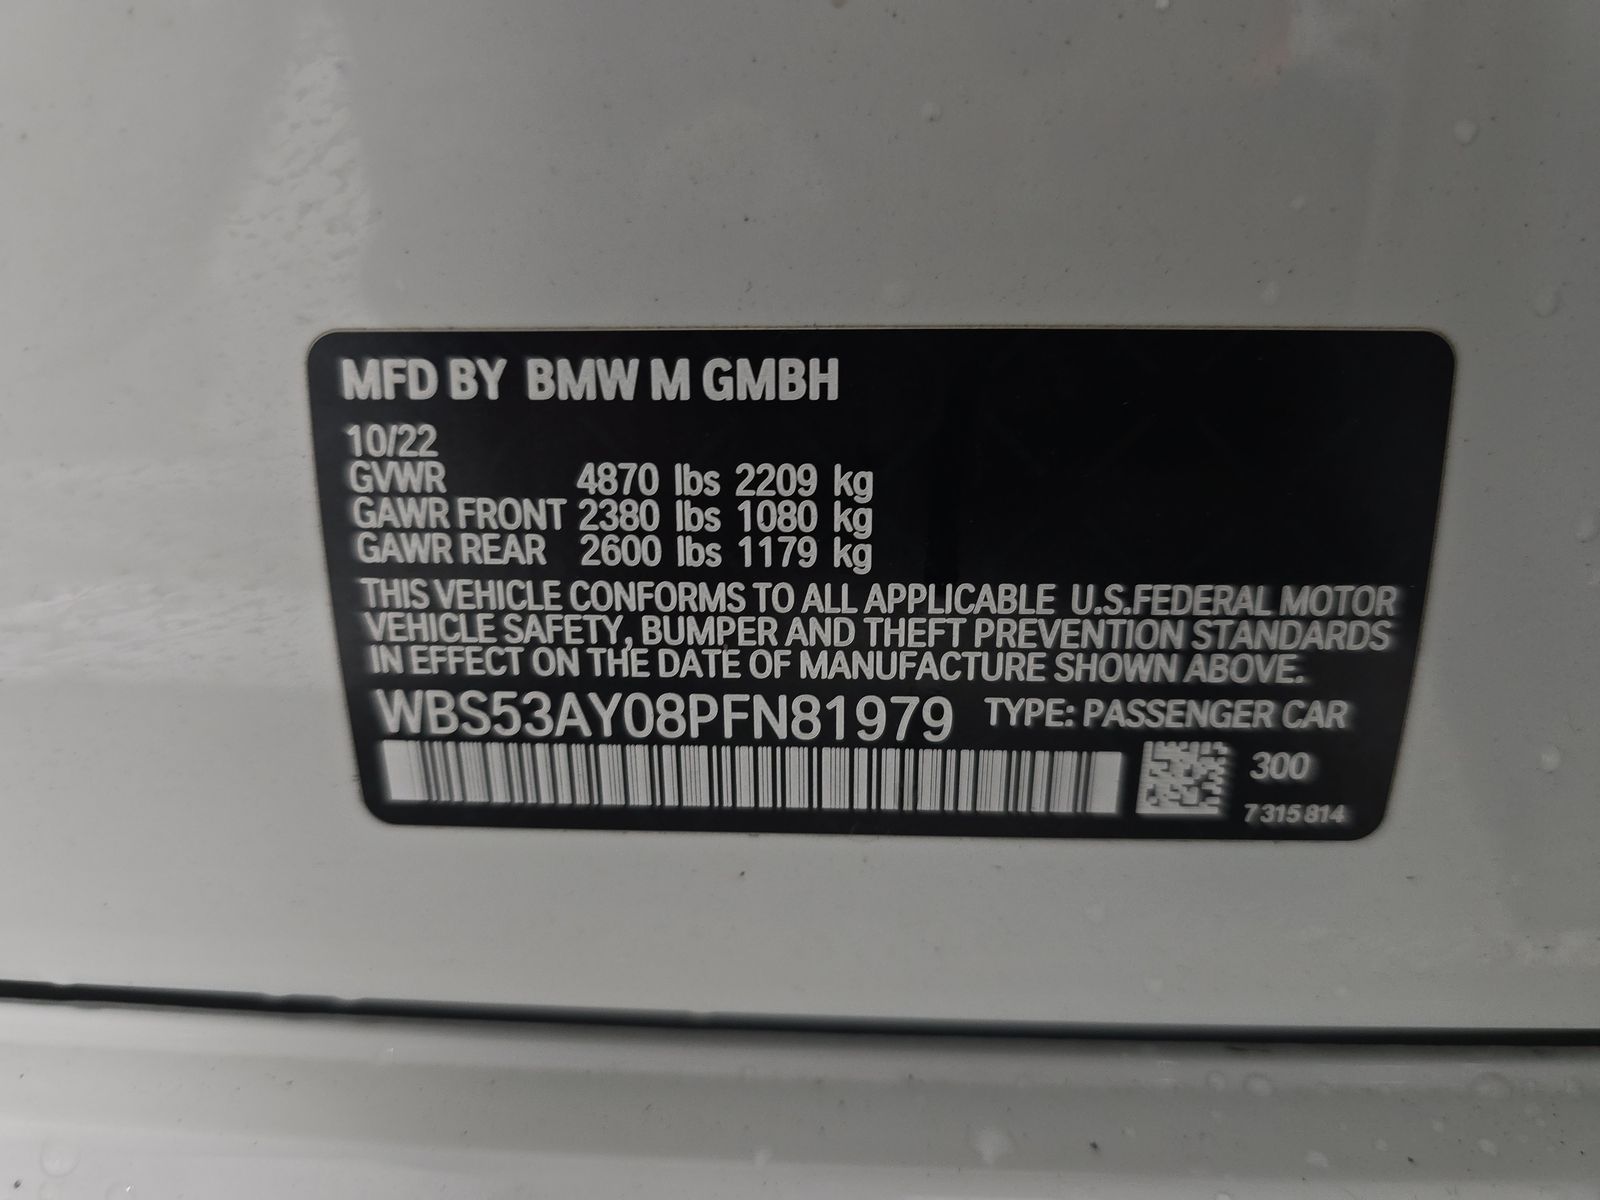 MFD BY BMW M GMBH
10/22
GVWR 4870 lbs 2209 kg
GAWR FRONT 2380 lbs 1080 kg
GAWR REAR 2600 lbs 1179 kg
THIS VEHICLE CONFORMS TO ALL APPLICABLE U.S.FEDERAL MOTOR
VEHICLE SAFETY, BUMPER AND THEFT PREVENTION STANDARDS
IN EFFECT ON THE DATE OF MANUFACTURE SHOWN ABOVE.
WBS53AY08PFN81979 TYPE: PASSENGER CAR
300
7 315 814